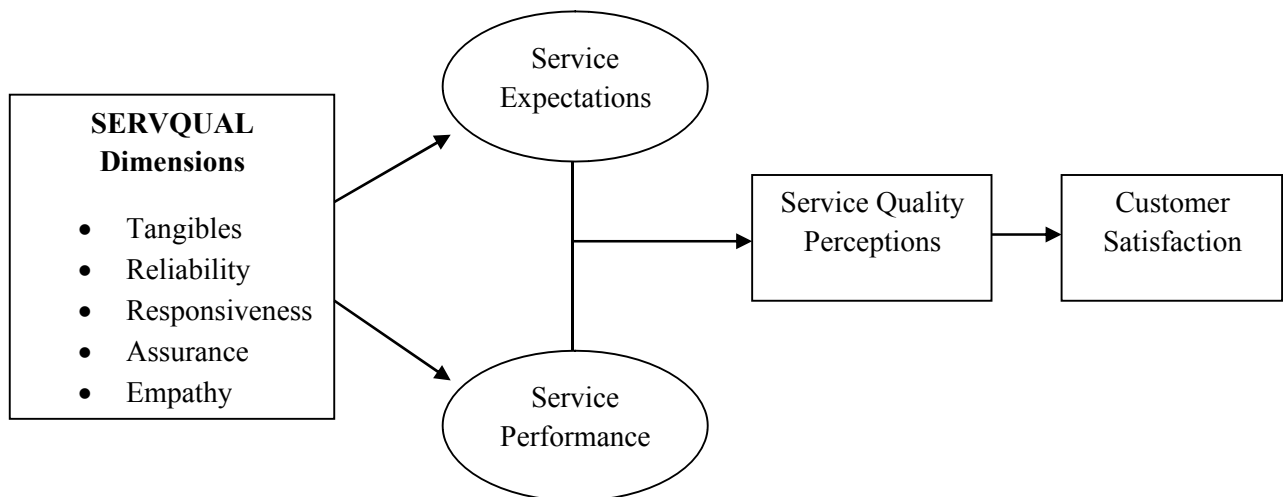 SERVQUAL
Dimensions
• Tangibles
• Reliability
• Responsiveness
• Assurance
• Empathy
Service
Expectations
Service
Performance
Service Quality
Perceptions
Customer
Satisfaction